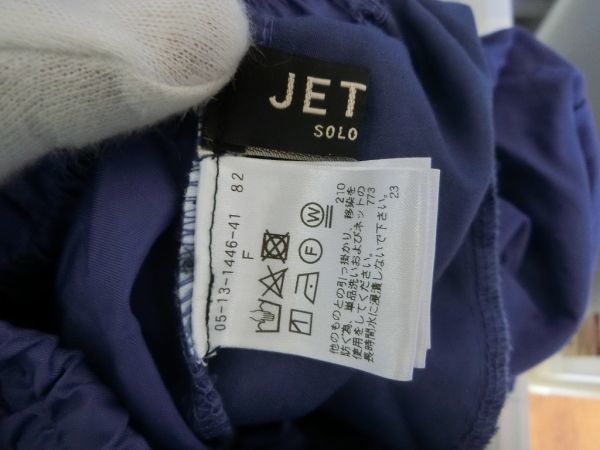 JET
SOLO
05-13-1446-41 82
F
F
W
210
773
23
他のものとの引っ掛かり、移染を
防ぐ為、単品洗いおよびネットの
使用をしてください。
長時間水に浸漬しないで下さい。